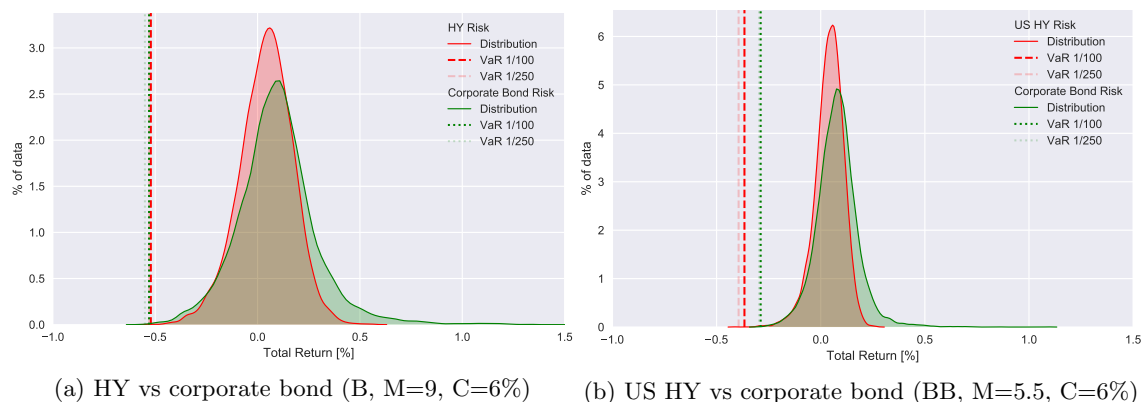 HY Risk
Distribution
VaR 1/100
VaR 1/250
Corporate Bond Risk
Distribution
VaR 1/100
VaR 1/250
% of data
3.0
2.5
2.0
1.5
1.0
0.5
0.0
−1.0 −0.5 0.0 0.5 1.0 1.5
Total Return [%]
(a) HY vs corporate bond (B, M=9, C=6%)
US HY Risk
Distribution
VaR 1/100
VaR 1/250
Corporate Bond Risk
Distribution
VaR 1/100
VaR 1/250
% of data
6
5
4
3
2
1
0
−1.0 −0.5 0.0 0.5 1.0 1.5
Total Return [%]
(b) US HY vs corporate bond (BB, M=5.5, C=6%)